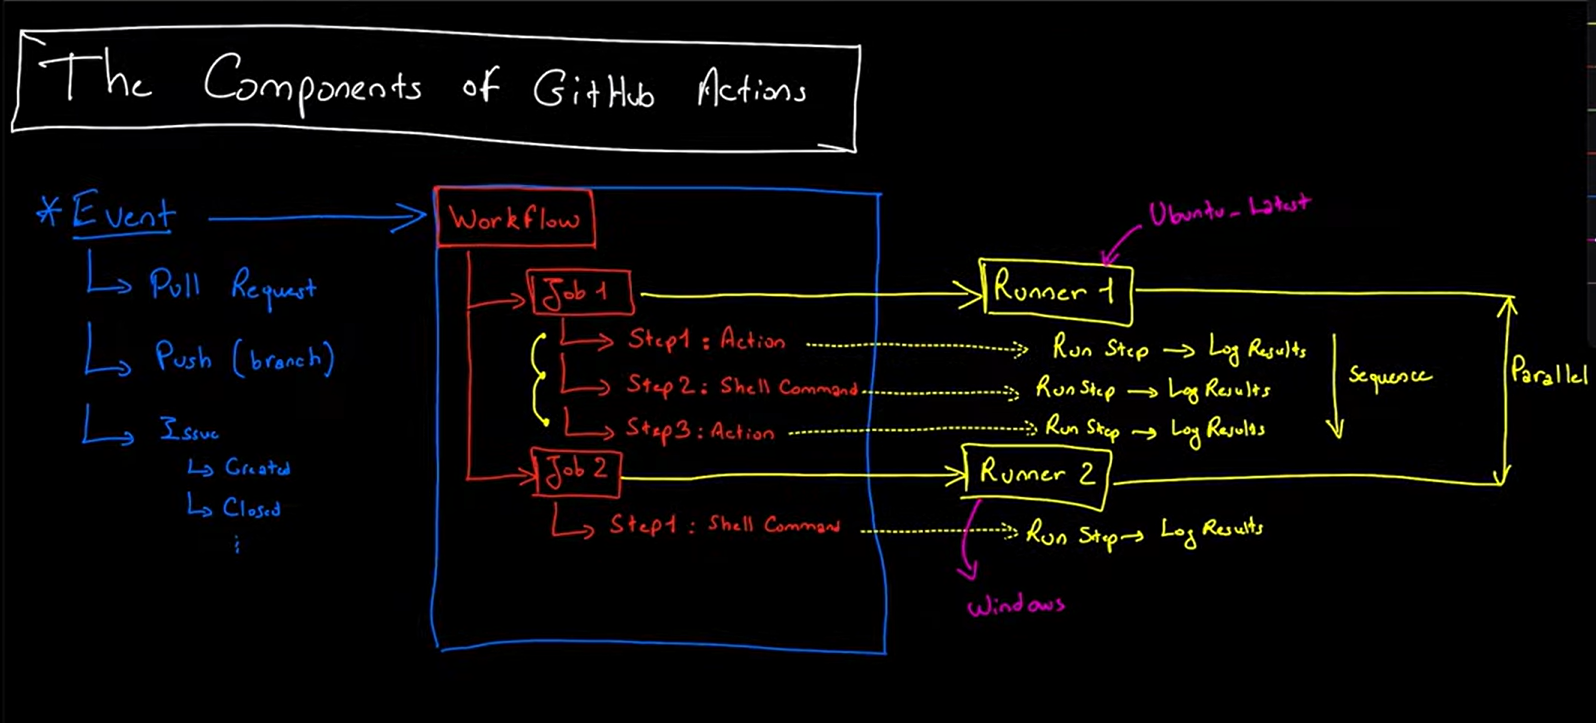 The Components of GitHub Actions
* Event
Pull Request
Push (branch)
Issue
Created
Closed
Workflow
Job 1
Step1 : Action
Step2 : Shell Command
Step3 : Action
Job 2
Step1 : Shell Command
Ubuntu-Latest
Runner 1
Run Step → Log Results
Run Step → Log Results
Run Step → Log Results
Sequence
Parallel
Runner 2
Run Step → Log Results
Windows